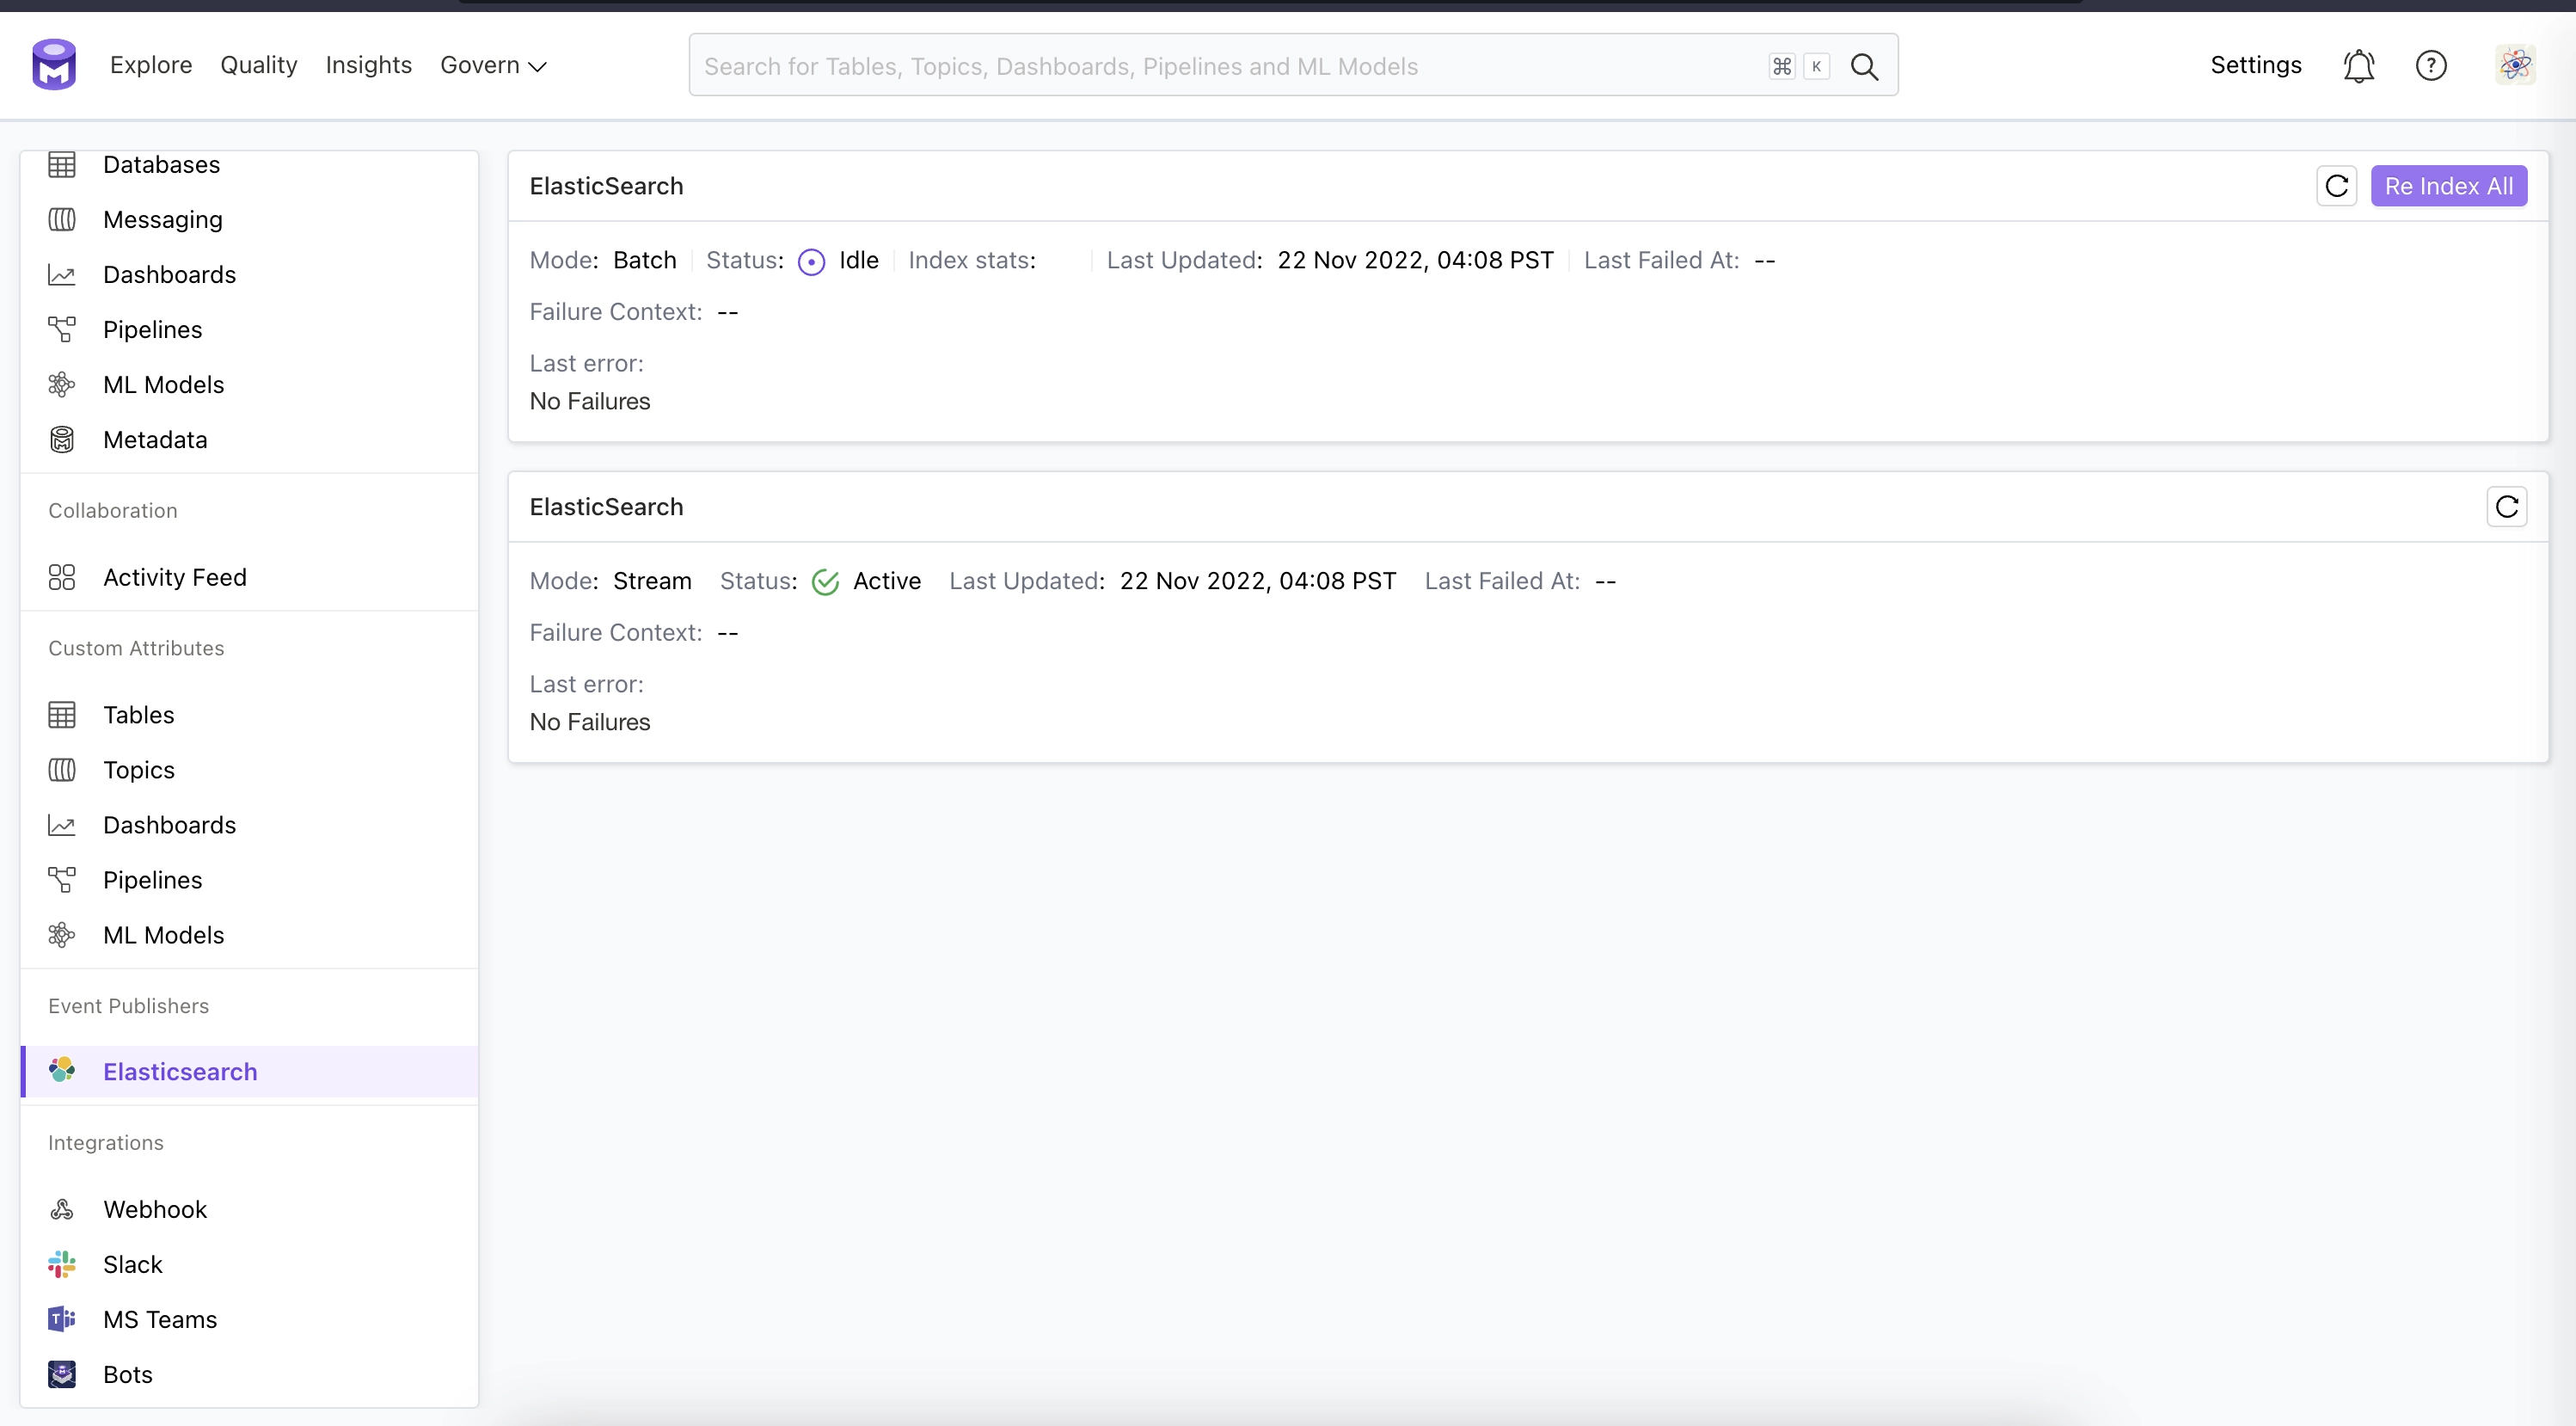 Explore Quality Insights Govern
Search for Tables, Topics, Dashboards, Pipelines and ML Models ⌘ K
Settings
Databases
Messaging
Dashboards
Pipelines
ML Models
Metadata
Collaboration
Activity Feed
Custom Attributes
Tables
Topics
Dashboards
Pipelines
ML Models
Event Publishers
Elasticsearch
Integrations
Webhook
Slack
MS Teams
Bots
ElasticSearch Re Index All
Mode: Batch Status: Idle Index stats: Last Updated: 22 Nov 2022, 04:08 PST Last Failed At: --
Failure Context: --
Last error:
No Failures
ElasticSearch
Mode: Stream Status: Active Last Updated: 22 Nov 2022, 04:08 PST Last Failed At: --
Failure Context: --
Last error:
No Failures